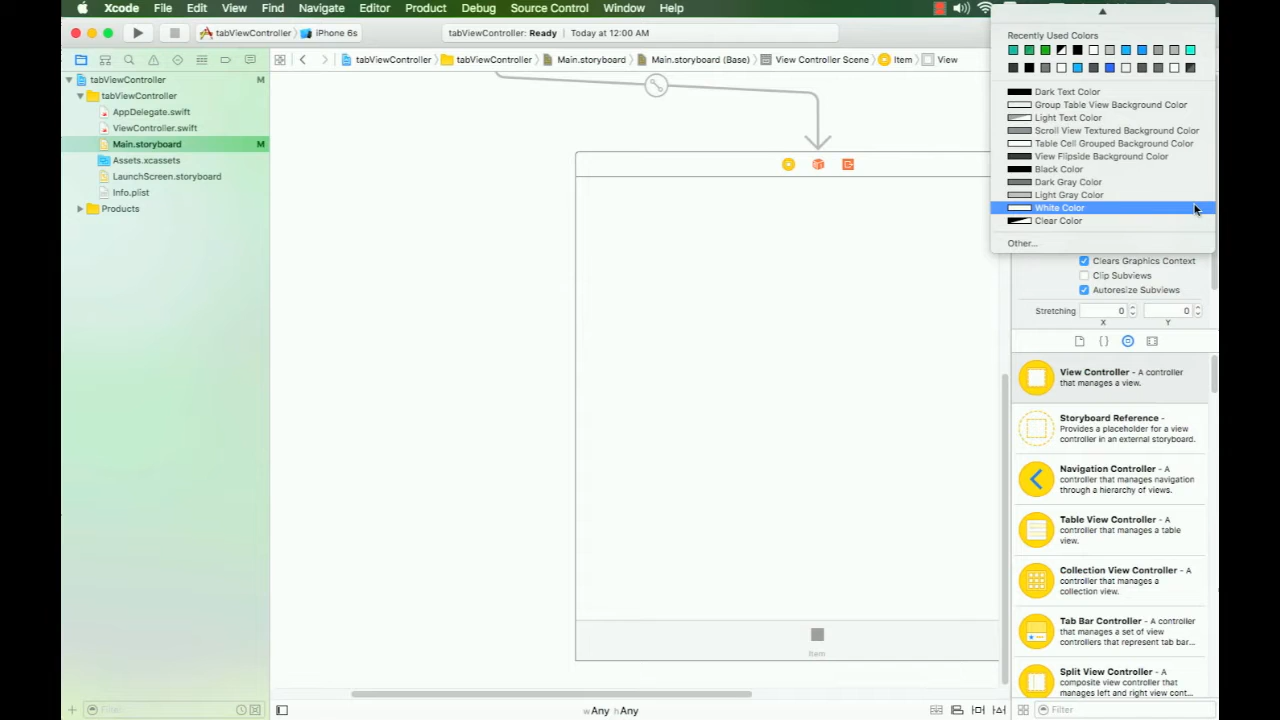 Xcode File Edit View Find Navigate Editor Product Debug Source Control Window Help
tabViewController iPhone 6s
tabViewController: Ready Today at 12:00 AM
tabViewController tabViewController Main.storyboard Main.storyboard (Base) View Controller Scene Item View
tabViewController M
tabViewController
AppDelegate.swift
ViewController.swift
Main.storyboard M
Assets.xcassets
LaunchScreen.storyboard
Info.plist
Products
Item
Recently Used Colors
Dark Text Color
Group Table View Background Color
Light Text Color
Scroll View Textured Background Color
Table Cell Grouped Background Color
View Flipside Background Color
Black Color
Dark Gray Color
Light Gray Color
White Color
Clear Color
Other...
Clears Graphics Context
Clip Subviews
Autoresize Subviews
Stretching 0 0
X Y
View Controller - A controller
that manages a view.
Storyboard Reference -
Provides a placeholder for a view
controller in an external storyboard.
Navigation Controller - A
controller that manages navigation
through a hierarchy of views.
Table View Controller - A
controller that manages a table
view.
Collection View Controller - A
controller that manages a
collection view.
Tab Bar Controller - A controller
that manages a set of view
controllers that represent tab bar...
Split View Controller - A
composite view controller that
manages left and right view cont...
Filter
wAny hAny
Filter